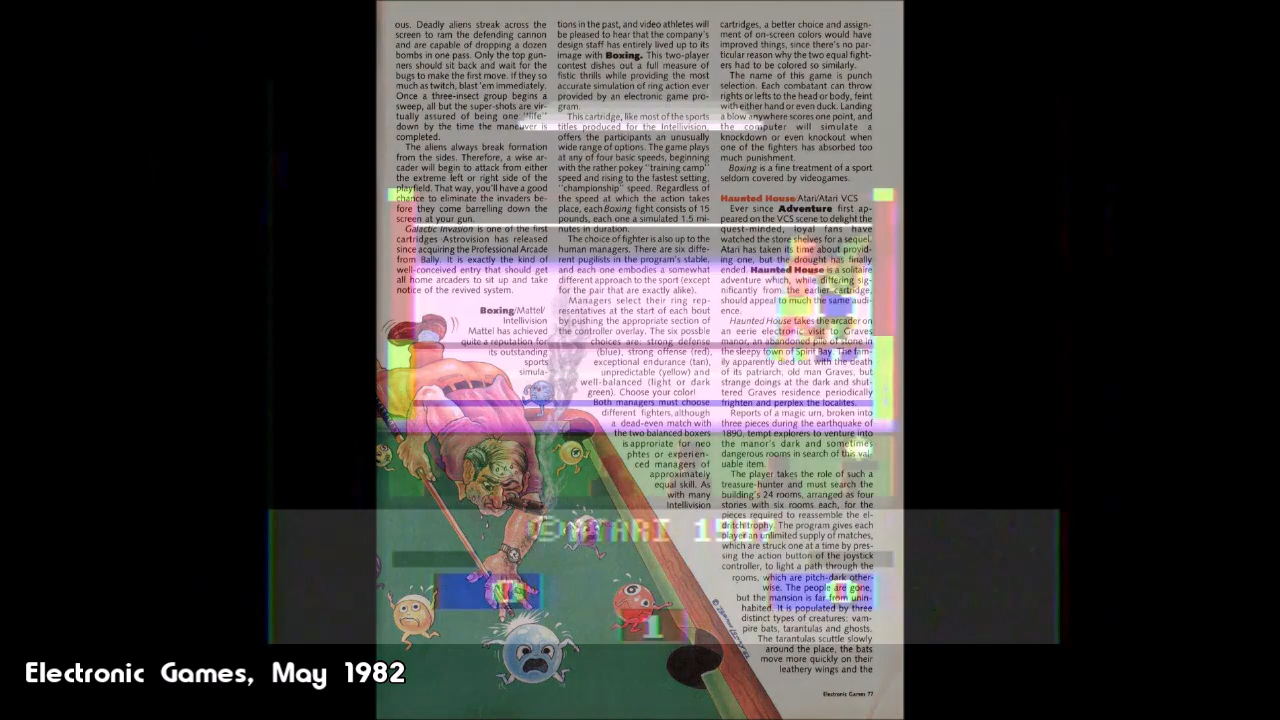 ous. Deadly aliens streak across the
screen to ram the defending cannon
and are capable of dropping a dozen
bombs in one pass. Only the top gun-
ners should sit back and wait for the
bugs to make the first move. If they so
much as twitch, blast 'em immediately.
Once a three-insect group begins a
sweep, all but the super-shots are vir-
tually assured of being one "life"
down by the time the maneuver is
completed.
The aliens always break formation
from the sides. Therefore, a wise ar-
cader will begin to attack from either
the extreme left or right side of the
playfield. That way, you'll have a good
chance to eliminate the invaders be-
fore they come barrelling down the
screen at your gun.
Galactic Invasion is one of the first
cartridges Astrovision has released
since acquiring the Professional Arcade
from Bally. It is exactly the kind of
well-conceived entry that should get
all home arcaders to sit up and take
notice of the revived system.
Boxing/Mattel/
Intellivision
Mattel has achieved
quite a reputation for
its outstanding
sports
simula-
tions in the past, and video athletes will
be pleased to hear that the company's
design staff has entirely lived up to its
image with Boxing. This two-player
contest dishes out a full measure of
fistic thrills while providing the most
accurate simulation of ring action ever
provided by an electronic game pro-
gram.
This cartridge, like most of the sports
titles produced for the Intellivision,
offers the participants an unusually
wide range of options. The game plays
at any of four basic speeds, beginning
with the rather pokey "training camp"
speed and rising to the fastest setting,
"championship" speed. Regardless of
the speed at which the action takes
place, each Boxing fight consists of 15
pounds, each one a simulated 1.5 mi-
nutes in duration.
The choice of fighter is also up to the
human managers. There are six diffe-
rent pugilists in the program's stable,
and each one embodies a somewhat
different approach to the sport (except
for the pair that are exactly alike).
Managers select their ring rep-
resentatives at the start of each bout
by pushing the appropriate section of
the controller overlay. The six possble
choices are: strong defense
(blue), strong offense (red),
exceptional endurance (tan),
unpredictable (yellow) and
well-balanced (light or dark
green). Choose your color!
Both managers must choose
different fighters, although
a dead-even match with
the two balanced boxers
is approriate for neo
phtes or experien-
ced managers of
approximately
equal skill. As
with many
Intellivision
cartridges, a better choice and assign-
ment of on-screen colors would have
improved things, since there's no par-
ticular reason why the two equal fight-
ers had to be colored so similarly.
The name of this game is punch
selection. Each combatant can throw
rights or lefts to the head or body, feint
with either hand or even duck. Landing
a blow anywhere scores one point, and
the computer will simulate a
knockdown or even knockout when
one of the fighters has absorbed too
much punishment.
Boxing is a fine treatment of a sport
seldom covered by videogames.
Haunted House/Atari/Atari VCS
Ever since Adventure first ap-
peared on the VCS scene to delight the
quest-minded, loyal fans have
watched the store shelves for a sequel.
Atari has taken its time about provid-
ing one, but the drought has finally
ended. Haunted House is a solitaire
adventure which, while differing sig-
nificantly from the earlier cartridge,
should appeal to much the same audi-
ence.
Haunted House takes the arcader on
an eerie electronic visit to Graves
manor, an abandoned pile of stone in
the sleepy town of Spirit Bay. The fam-
ily apparently died out with the death
of its patriarch, old man Graves, but
strange doings at the dark and shut-
tered Graves residence periodically
frighten and perplex the localites.
Reports of a magic urn, broken into
three pieces during the earthquake of
1890, tempt explorers to venture into
the manor's dark and sometimes
dangerous rooms in search of this val-
uable item.
The player takes the role of such a
treasure-hunter and must search the
building's 24 rooms, arranged as four
stories with six rooms each, for the
pieces required to reassemble the el-
dritch trophy. The program gives each
player an unlimited supply of matches,
which are struck one at a time by pres-
sing the action button of the joystick
controller, to light a path through the
rooms, which are pitch-dark other-
wise. The people are gone,
but the mansion is far from unin-
habited. It is populated by three
distinct types of creatures: vam-
pire bats, tarantulas and ghosts.
The tarantulas scuttle slowly
around the place, the bats
move more quickly on their
leathery wings and the
Electronic Games 77
ATARI
1
Electronic Games, May 1982